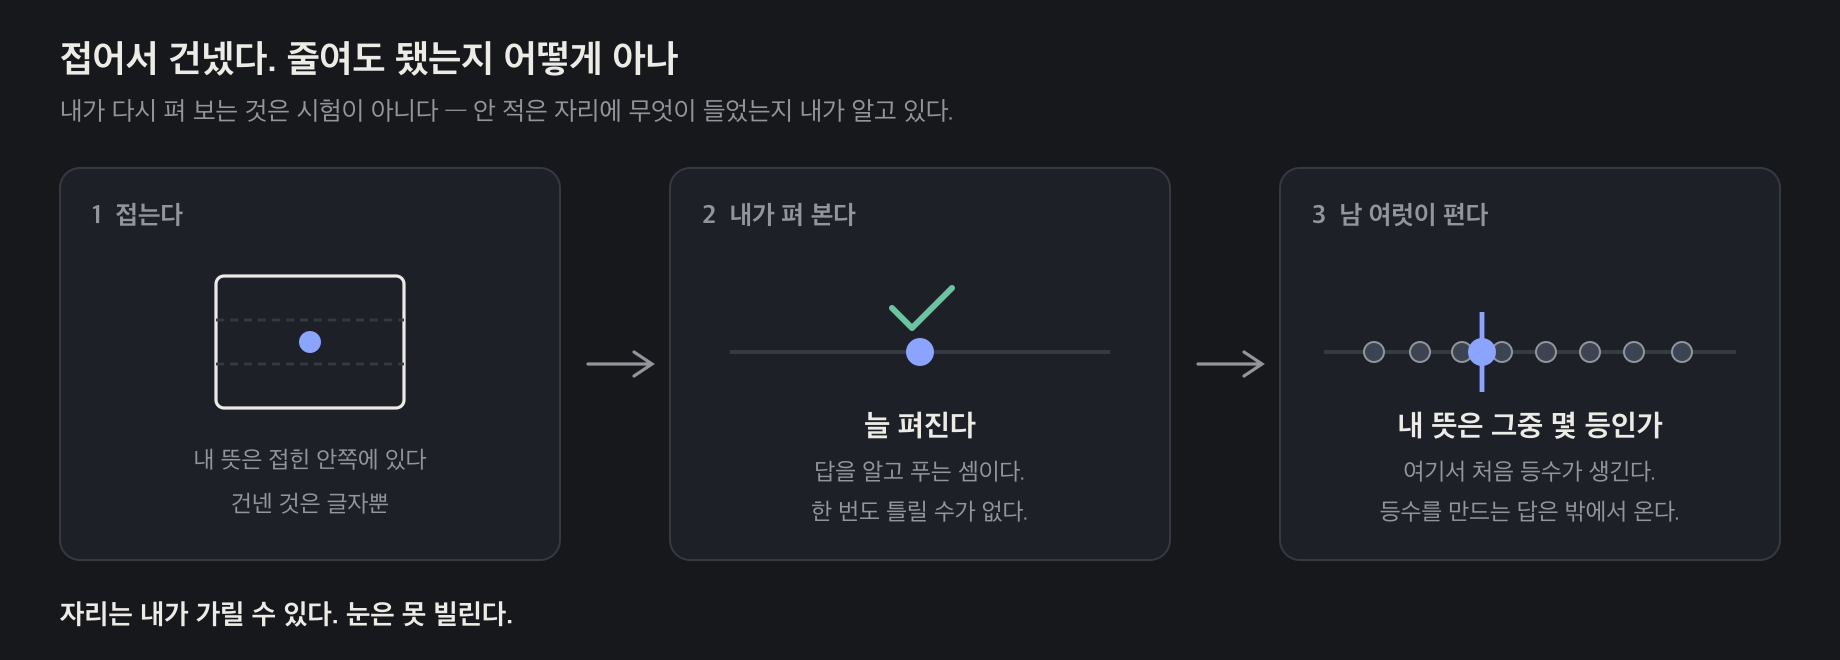 접어서 건넸다. 줄여도 됐는지 어떻게 아나
내가 다시 펴 보는 것은 시험이 아니다 — 안 적은 자리에 무엇이 들었는지 내가 알고 있다.
1 접는다
내 뜻은 접힌 안쪽에 있다
건넨 것은 글자뿐
2 내가 펴 본다
늘 펴진다
답을 알고 푸는 셈이다.
한 번도 틀릴 수가 없다.
3 남 여럿이 편다
내 뜻은 그중 몇 등인가
여기서 처음 등수가 생긴다.
등수를 만드는 답은 밖에서 온다.
자리는 내가 가릴 수 있다. 눈은 못 빌린다.